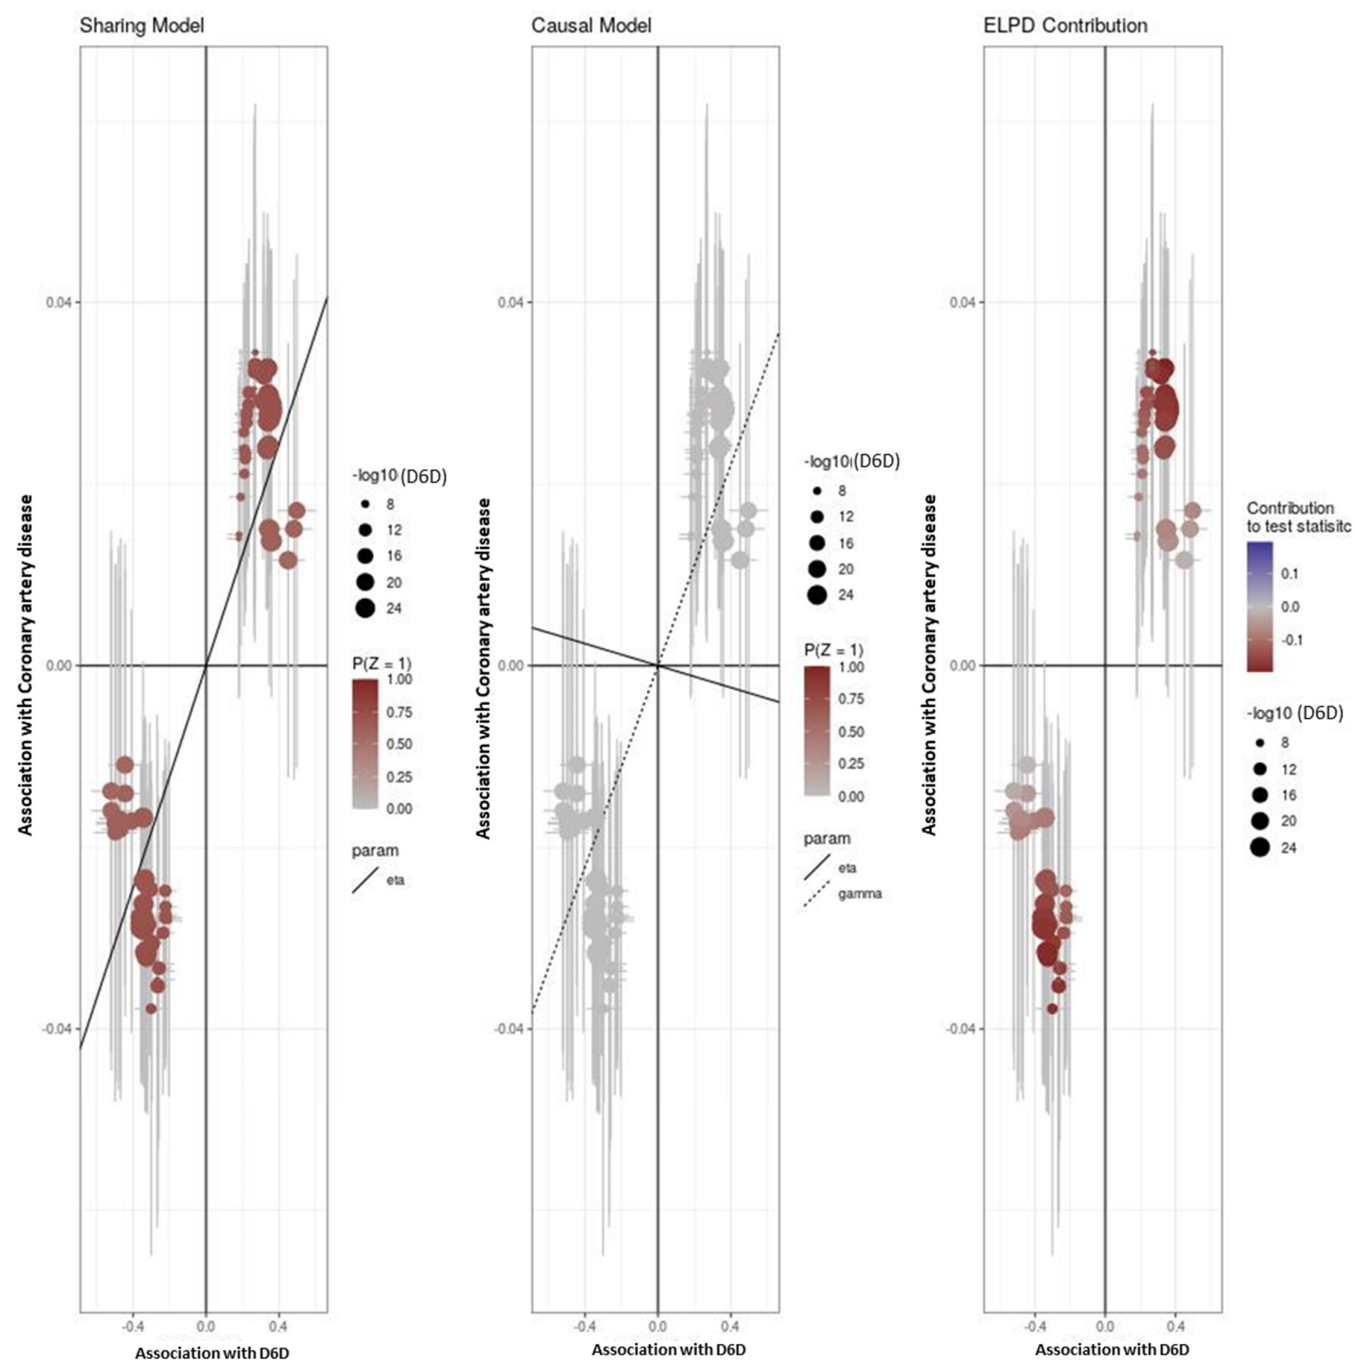 Sharing Model
Association with Coronary artery disease
0.04
0.00
-0.04
-0.4 0.0 0.4
Association with D6D
-log10 (D6D)
8
12
16
20
24
P(Z = 1)
1.00
0.75
0.50
0.25
0.00
param
eta
Causal Model
Association with Coronary artery disease
0.04
0.00
-0.04
-0.4 0.0 0.4
Association with D6D
-log10( (D6D)
8
12
16
20
24
P(Z = 1)
1.00
0.75
0.50
0.25
0.00
param
eta
gamma
ELPD Contribution
Association with Coronary artery disease
0.04
0.00
-0.04
-0.4 0.0 0.4
Association with D6D
Contribution
to test statisitc
0.1
0.0
-0.1
-log10 (D6D)
8
12
16
20
24